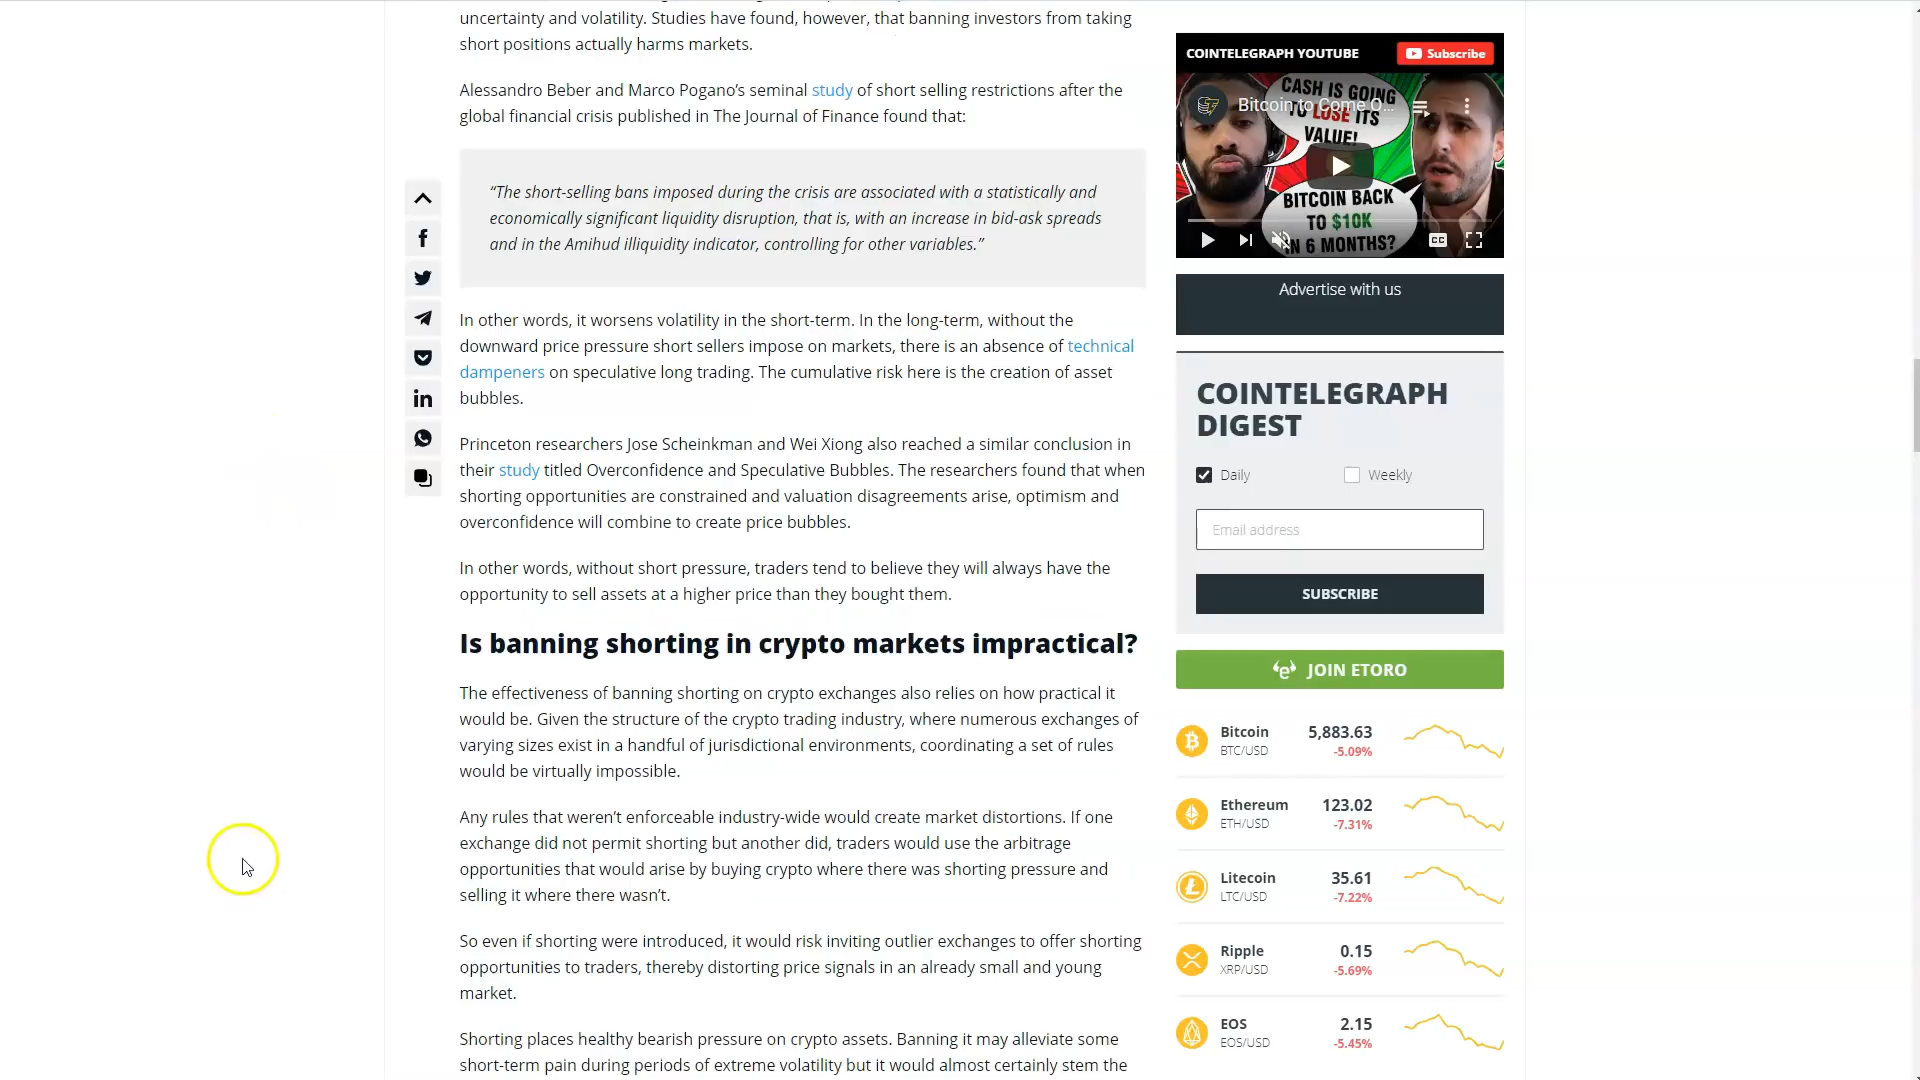 uncertainty and volatility. Studies have found, however, that banning investors from taking
short positions actually harms markets.
Alessandro Beber and Marco Pogano’s seminal study of short selling restrictions after the
global financial crisis published in The Journal of Finance found that:
“The short-selling bans imposed during the crisis are associated with a statistically and
economically significant liquidity disruption, that is, with an increase in bid-ask spreads
and in the Amihud illiquidity indicator, controlling for other variables.”
In other words, it worsens volatility in the short-term. In the long-term, without the
downward price pressure short sellers impose on markets, there is an absence of technical
dampeners on speculative long trading. The cumulative risk here is the creation of asset
bubbles.
Princeton researchers Jose Scheinkman and Wei Xiong also reached a similar conclusion in
their study titled Overconfidence and Speculative Bubbles. The researchers found that when
shorting opportunities are constrained and valuation disagreements arise, optimism and
overconfidence will combine to create price bubbles.
In other words, without short pressure, traders tend to believe they will always have the
opportunity to sell assets at a higher price than they bought them.
Is banning shorting in crypto markets impractical?
The effectiveness of banning shorting on crypto exchanges also relies on how practical it
would be. Given the structure of the crypto trading industry, where numerous exchanges of
varying sizes exist in a handful of jurisdictional environments, coordinating a set of rules
would be virtually impossible.
Any rules that weren’t enforceable industry-wide would create market distortions. If one
exchange did not permit shorting but another did, traders would use the arbitrage
opportunities that would arise by buying crypto where there was shorting pressure and
selling it where there wasn’t.
So even if shorting were introduced, it would risk inviting outlier exchanges to offer shorting
opportunities to traders, thereby distorting price signals in an already small and young
market.
Shorting places healthy bearish pressure on crypto assets. Banning it may alleviate some
short-term pain during periods of extreme volatility but it would almost certainly stem the
COINTELEGRAPH YOUTUBE
Subscribe
Bitcoin to Come O...
CASH IS GOING
TO LOSE ITS
VALUE!
BITCOIN BACK
TO $10K
IN 6 MONTHS?
CC
Advertise with us
COINTELEGRAPH
DIGEST
Daily Weekly
Email address
SUBSCRIBE
JOIN ETORO
Bitcoin 5,883.63
BTC/USD -5.09%
Ethereum 123.02
ETH/USD -7.31%
Litecoin 35.61
LTC/USD -7.22%
Ripple 0.15
XRP/USD -5.69%
EOS 2.15
EOS/USD -5.45%